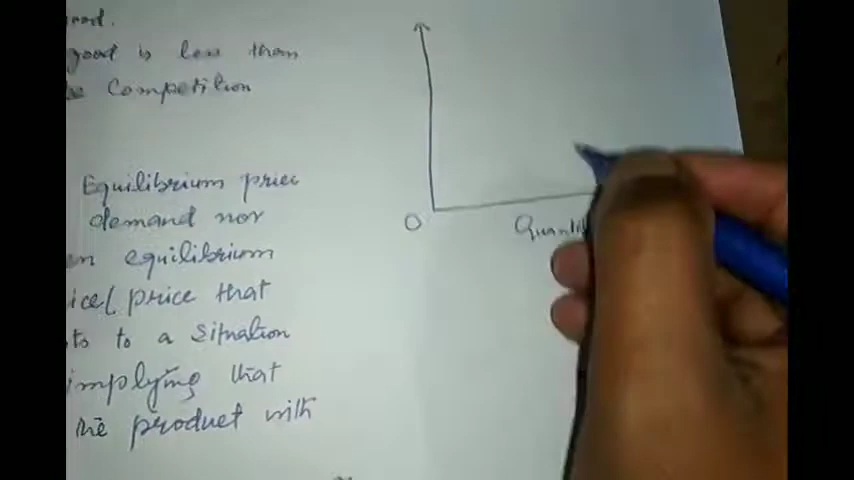 good is less than
Competition
Equilibrium price
demand nor
equilibrium
price that
to a situation
implying that
the product with
O
Quanti